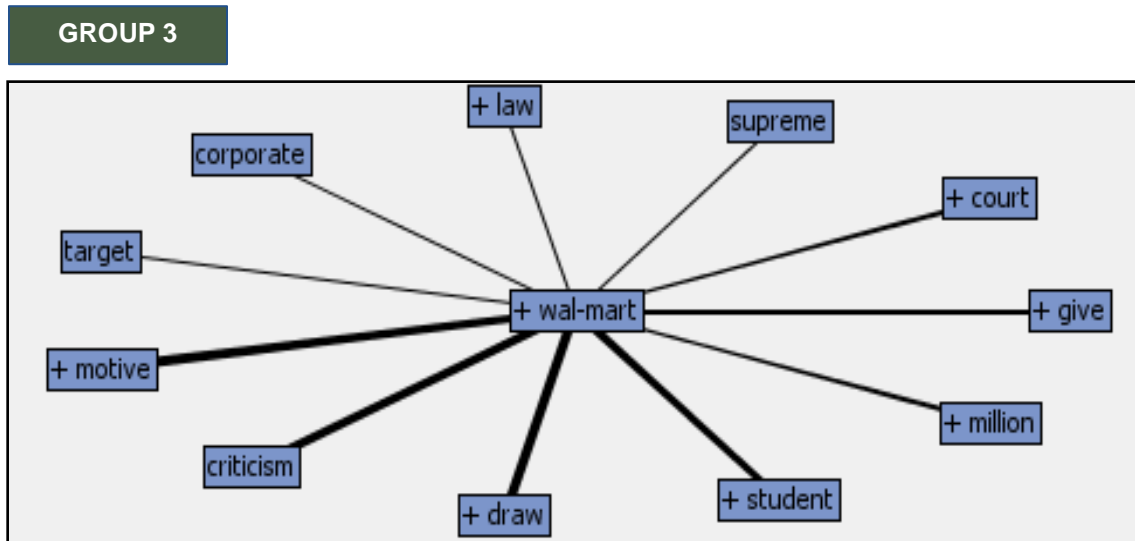 GROUP 3
+ law
supreme
corporate
+ court
target
+ wal-mart
+ give
+ motive
+ million
criticism
+ student
+ draw